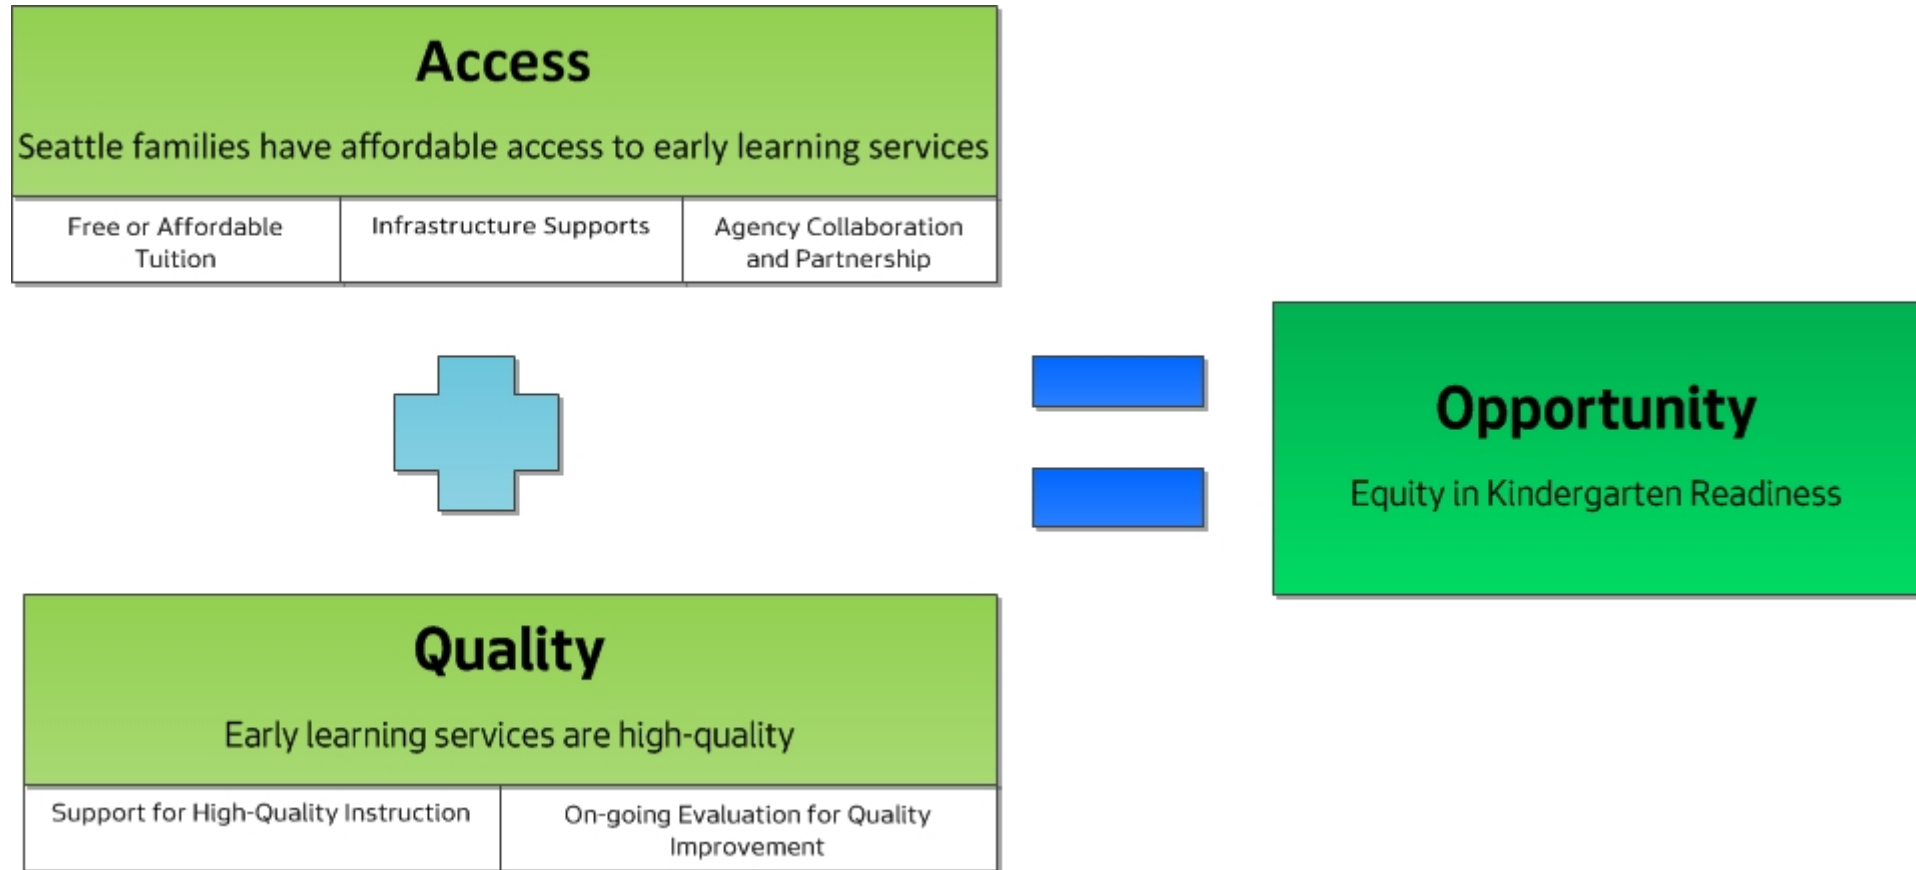 Access
Seattle families have affordable access to early learning services
Free or Affordable
Tuition
Infrastructure Supports
Agency Collaboration
and Partnership
Opportunity
Equity in Kindergarten Readiness
Quality
Early learning services are high-quality
Support for High-Quality Instruction
On-going Evaluation for Quality
Improvement